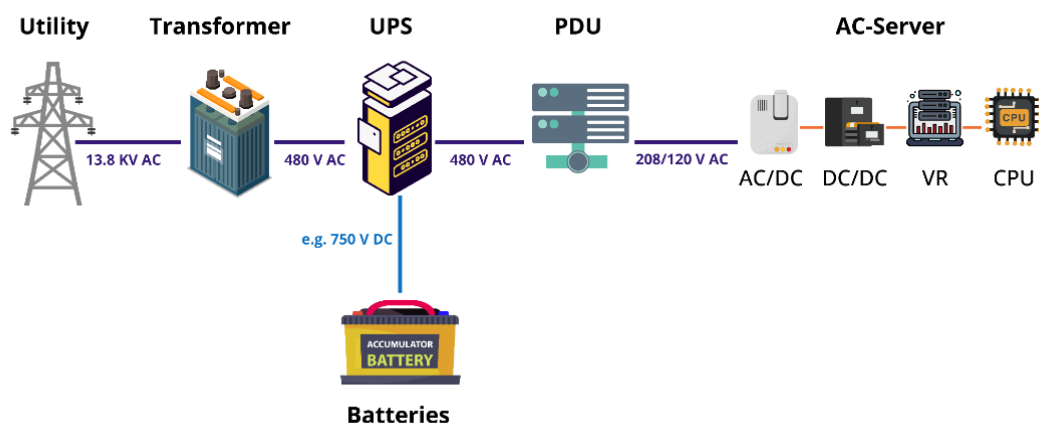 Utility
Transformer
UPS
PDU
AC-Server
13.8 KV AC
480 V AC
480 V AC
208/120 V AC
CPU
AC/DC
DC/DC
VR
CPU
e.g. 750 V DC
ACCUMULATOR
BATTERY
Batteries